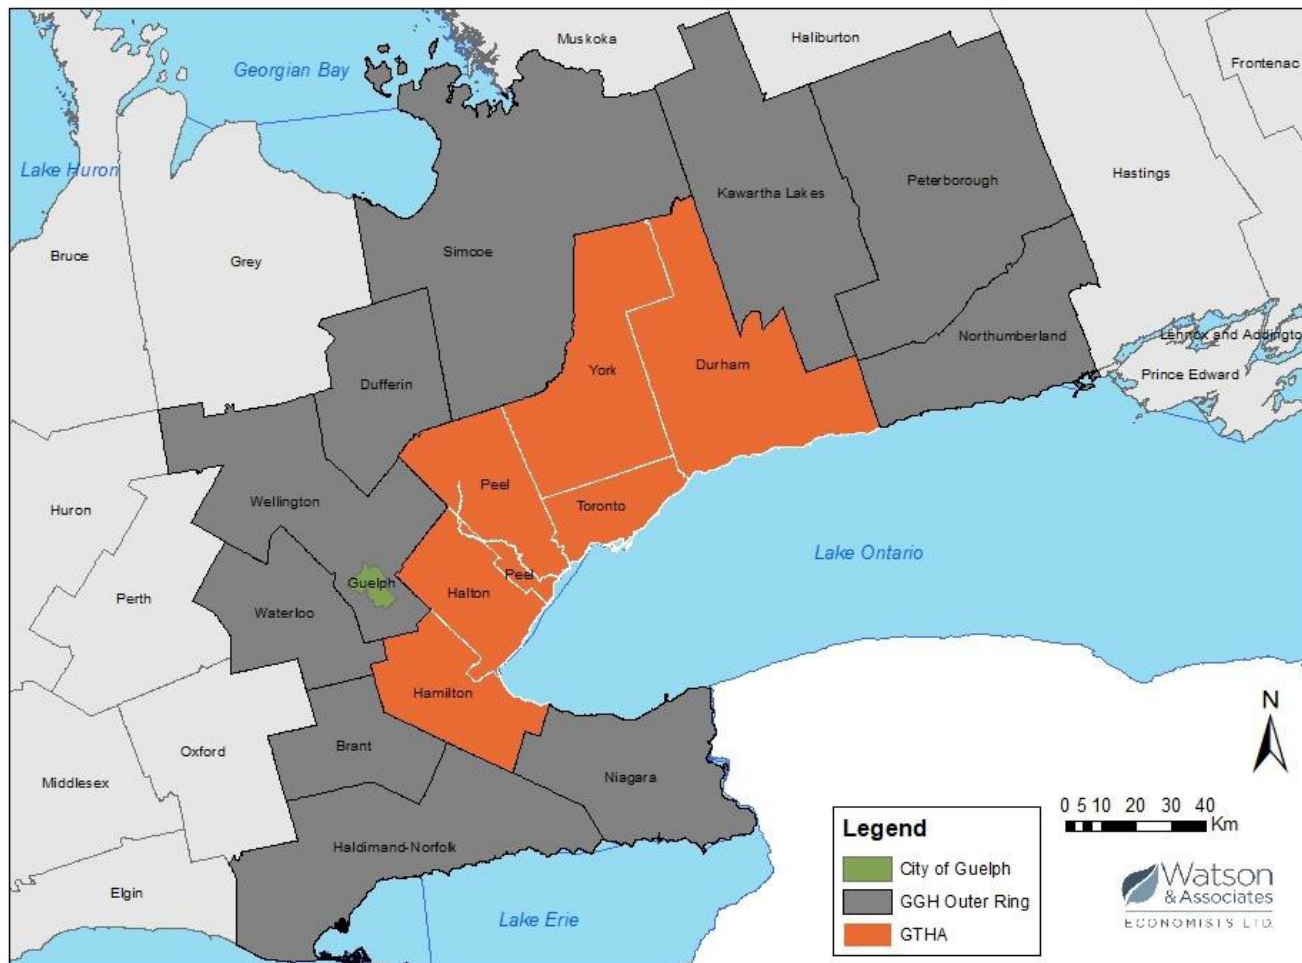 Muskoka
Haliburton
Frontenac
Georgian Bay
Lake Huron
Hastings
Peterborough
Kawartha Lakes
Simcoe
Bruce
Grey
Northumberland
Lennox and Addingto
Prince Edward
York
Durham
Dufferin
Peel
Toronto
Wellington
Huron
Lake Ontario
Guelph
Peel
Halton
Perth
Waterloo
Hamilton
N
Oxford
Brant
Middlesex
Niagara
0 5 10 20 30 40
Km
Legend
City of Guelph
GGH Outer Ring
GTHA
Haldimand-Norfolk
Elgin
Lake Erie
Watson
& Associates
ECONOMISTS LTD.